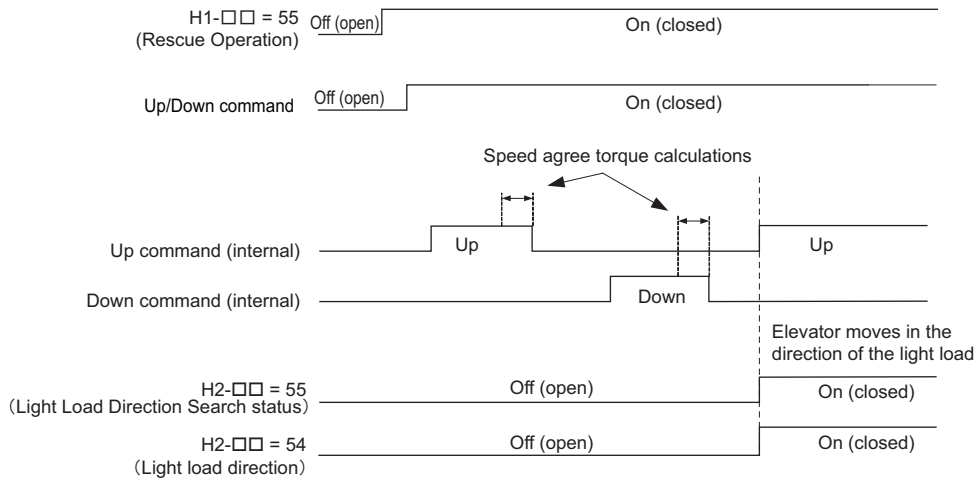 H1-□□ = 55
(Rescue Operation)
Off (open)
On (closed)
Up/Down command
Off (open)
On (closed)
Speed agree torque calculations
Up command (internal)
Up
Up
Down command (internal)
Down
Elevator moves in the
direction of the light load
H2-□□ = 55
（Light Load Direction Search status）
Off (open)
On (closed)
H2-□□ = 54
（Light load direction）
Off (open)
On (closed)